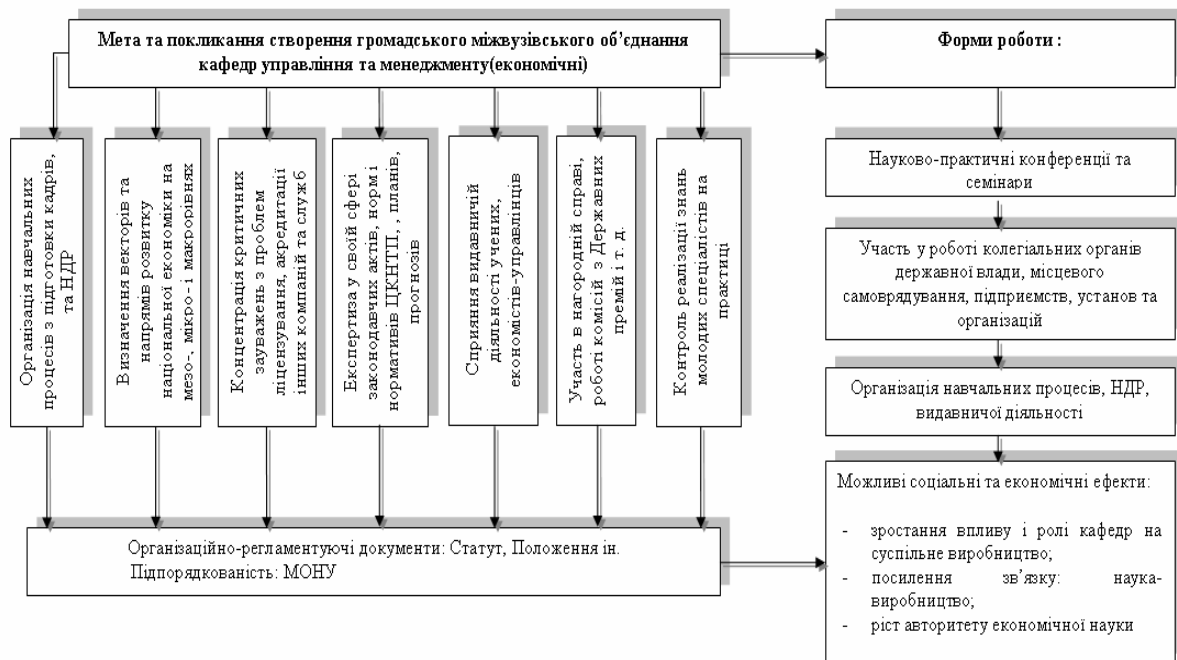 Мета та покликання створення громадського міжвузівського об’єднання
кафедр управління та менеджменту(економічні)
Форми роботи :
Організація навчальних
процесів з підготовки кадрів,
та НДР
Визначення векторів та
напрямів розвитку
національної економіки на
мезо-, мікро- і макрорівнях
Концентрація критичних
зауважень з проблем
ліцензування, акредитації
інших компаній та служб
Експертиза у своїй сфері
законодавчих актів, норм і
нормативів ЦКНТП, , планів,
прогнозів
Сприяння видавничій
діяльності учених,
економістів-управлінців
Участь в нагородній справі,
роботі комісій з Державних
премій і т. д.
Контроль реалізації знань
молодих спеціалістів на
практиці
Організаційно-регламентуючі документи: Статут, Положення ін.
Підпорядкованість: МОНУ
Науково-практичні конференції та
семінари
Участь у роботі колегіальних органів
державної влади, місцевого
самоврядування, підприємств, установ та
організацій
Організація навчальних процесів, НДР,
видавничої діяльності
Можливі соціальні та економічні ефекти:
- зростання впливу і ролі кафедр на
суспільне виробництво;
- посилення зв’язку: наука-
виробництво;
- ріст авторитету економічної науки